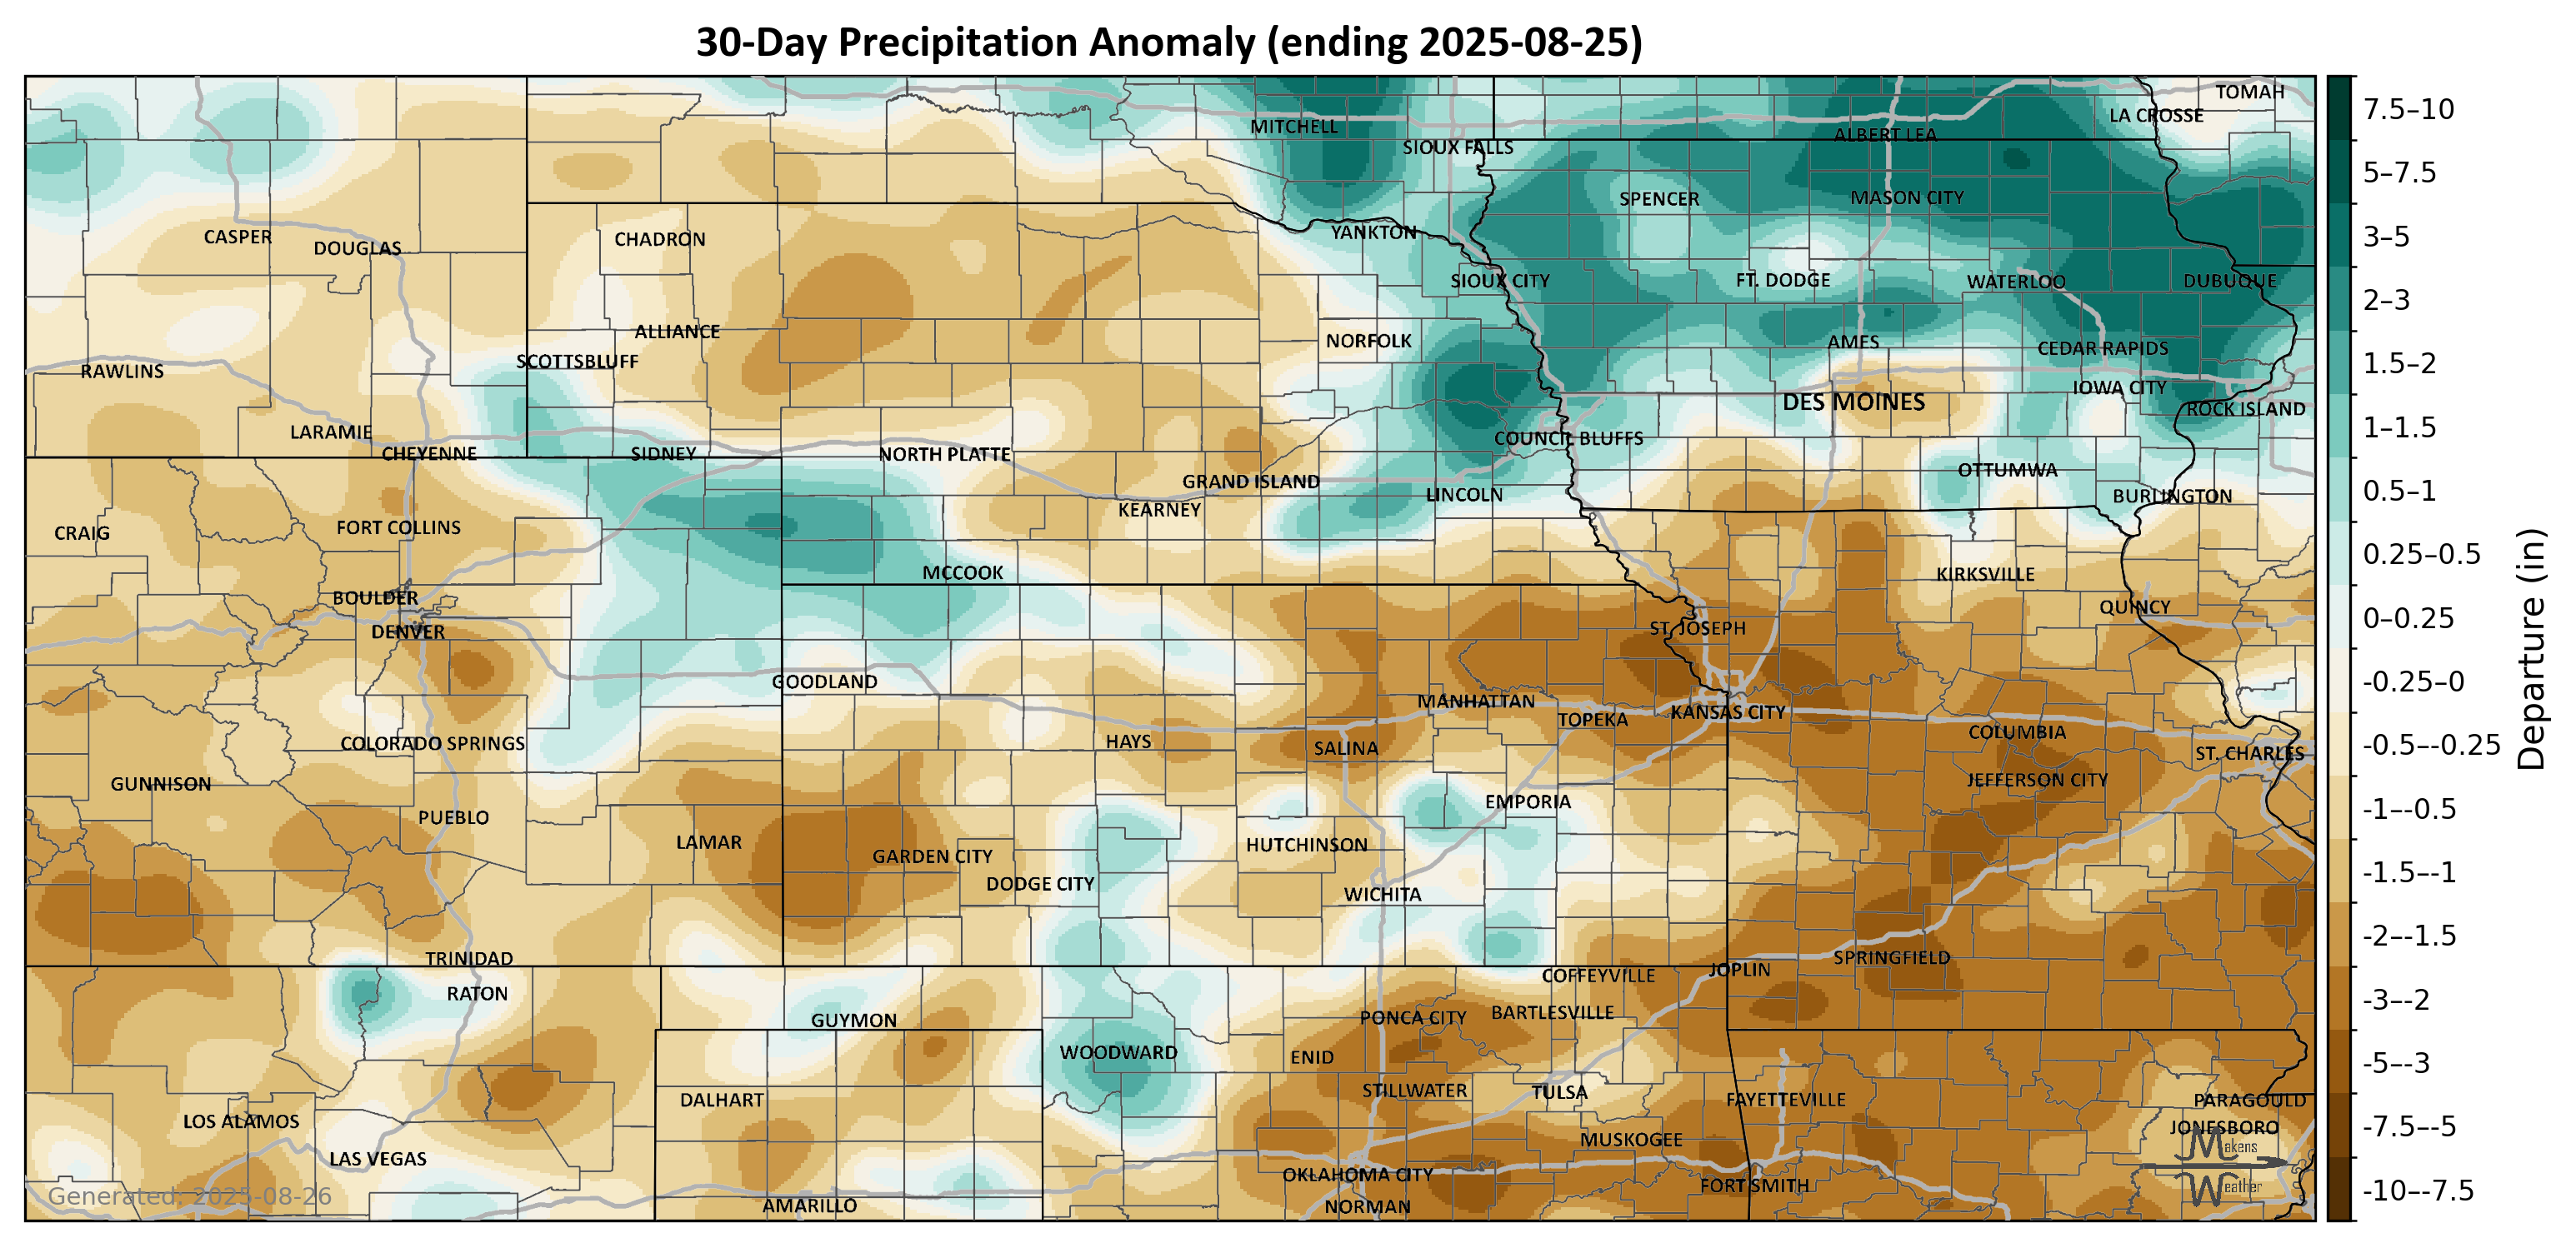 30-Day Precipitation Anomaly (ending 2025-08-25)
TOMAH
LA CROSSE
MITCHELL
ALBERT LEA
SIOUX FALLS
SPENCER
MASON CITY
CASPER
DOUGLAS
CHADRON
YANKTON
SIOUX CITY
FT. DODGE
WATERLOO
DUBUQUE
ALLIANCE
NORFOLK
AMES
CEDAR RAPIDS
SCOTTSBLUFF
RAWLINS
IOWA CITY
DES MOINES
ROCK ISLAND
LARAMIE
COUNCIL BLUFFS
CHEYENNE
SIDNEY
NORTH PLATTE
OTTUMWA
GRAND ISLAND
LINCOLN
BURLINGTON
KEARNEY
CRAIG
FORT COLLINS
MCCOOK
KIRKSVILLE
BOULDER
QUINCY
DENVER
ST. JOSEPH
GOODLAND
MANHATTAN
KANSAS CITY
TOPEKA
COLUMBIA
COLORADO SPRINGS
HAYS
SALINA
ST. CHARLES
GUNNISON
JEFFERSON CITY
EMPORIA
PUEBLO
LAMAR
GARDEN CITY
HUTCHINSON
DODGE CITY
WICHITA
TRINIDAD
SPRINGFIELD
JOPLIN
COFFEYVILLE
RATON
GUYMON
PONCA CITY
BARTLESVILLE
WOODWARD
ENID
STILLWATER
TULSA
DALHART
FAYETTEVILLE
PARAGOULD
LOS ALAMOS
JONESBORO
MUSKOGEE
LAS VEGAS
OKLAHOMA CITY
FORT SMITH
AMARILLO
NORMAN
Makens
Weather
Generated: 2025-08-26
7.5–10
5–7.5
3–5
2–3
1.5–2
1–1.5
0.5–1
0.25–0.5
0–0.25
-0.25–0
-0.5–-0.25
-1–-0.5
-1.5–-1
-2–-1.5
-3–-2
-5–-3
-7.5–-5
-10–-7.5
Departure (in)